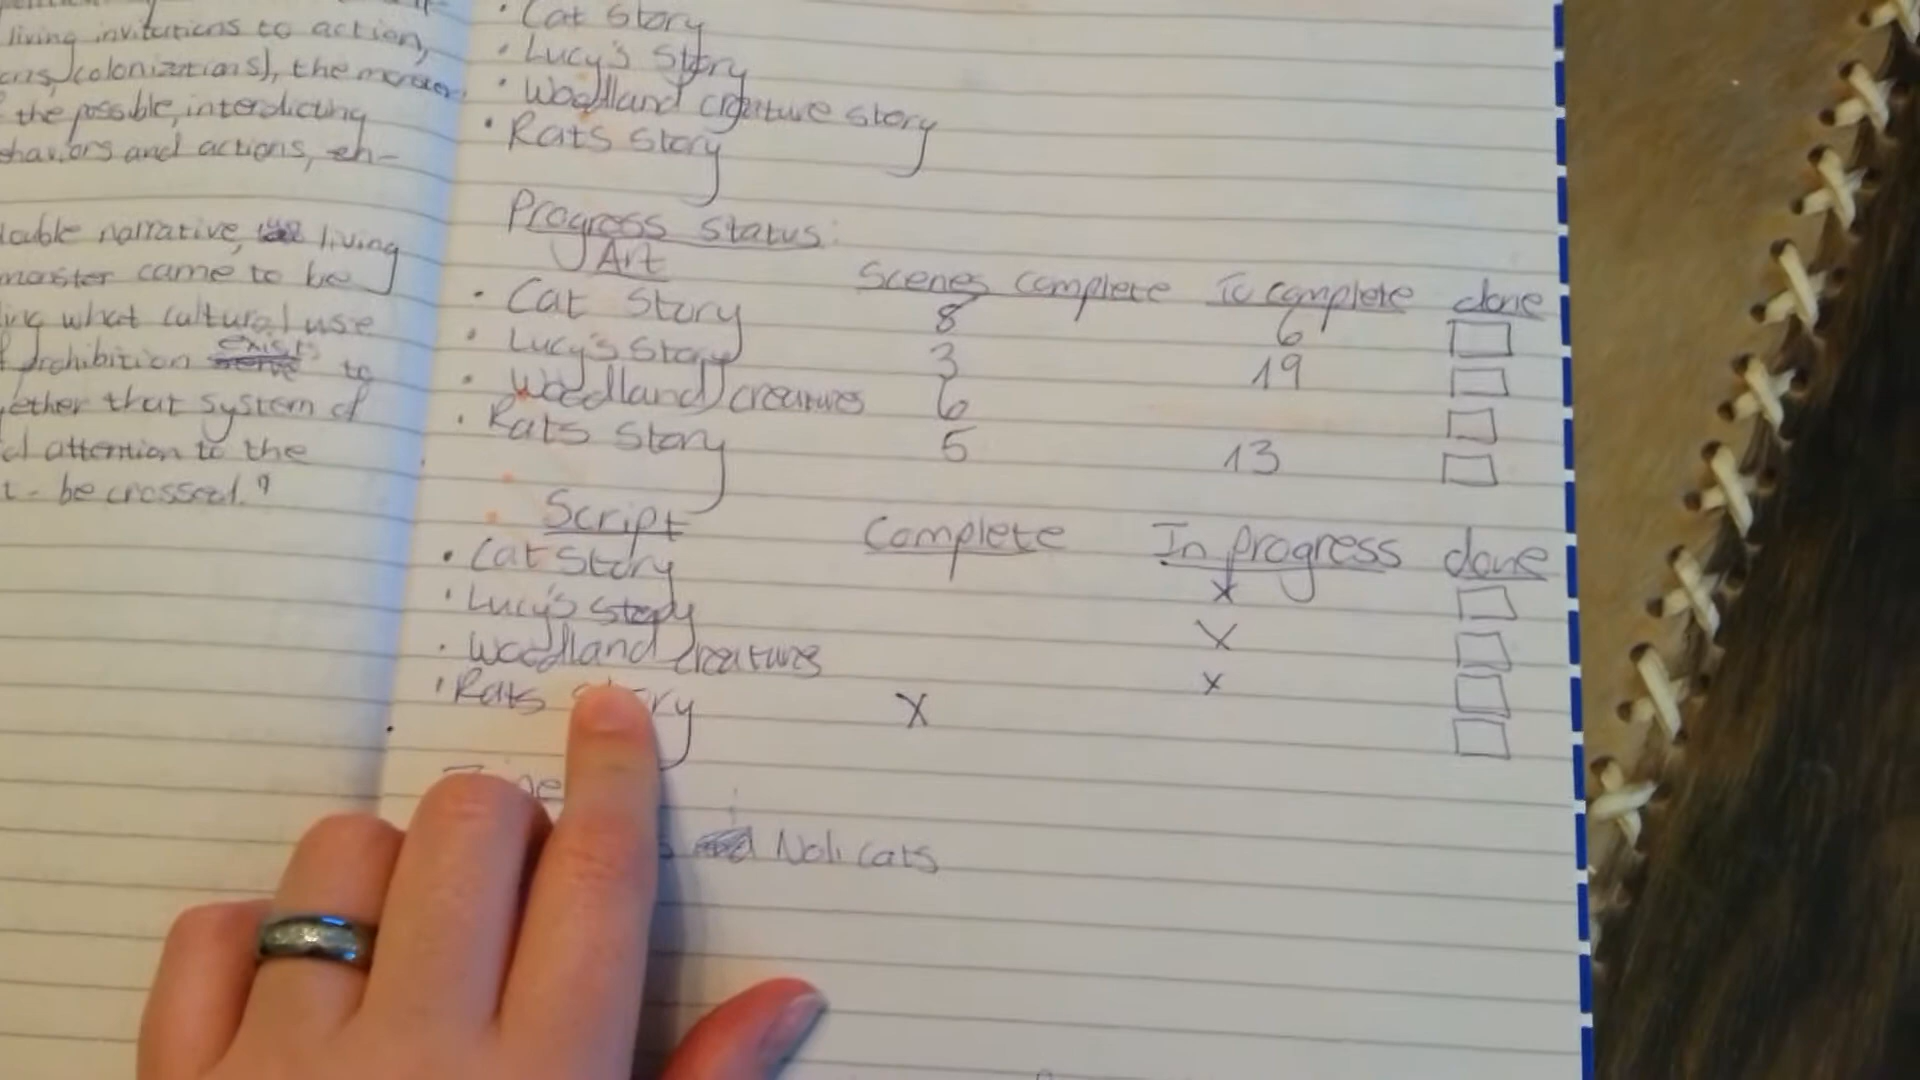 living invitations to action,
(colonizations), the monster
the possible, interdicting
behaviors and actions, en-
narrative, living
monster came to be
ing what cultural use
prohibition exists to
ether that system of
attention to the
be crossed?
· Cat Story
· Lucy's Story
· Woodland creature story
· Rats Story
Progress status:
Art Scenes complete To complete done
· Cat Story 8 6
· Lucy's Story 3 19
· Woodland creatures 6
· Rats Story 5 13
Script Complete In progress done
· Cat Story x
· Lucy's Story x
· Woodland creatures x
· Rats story x
Noli cats